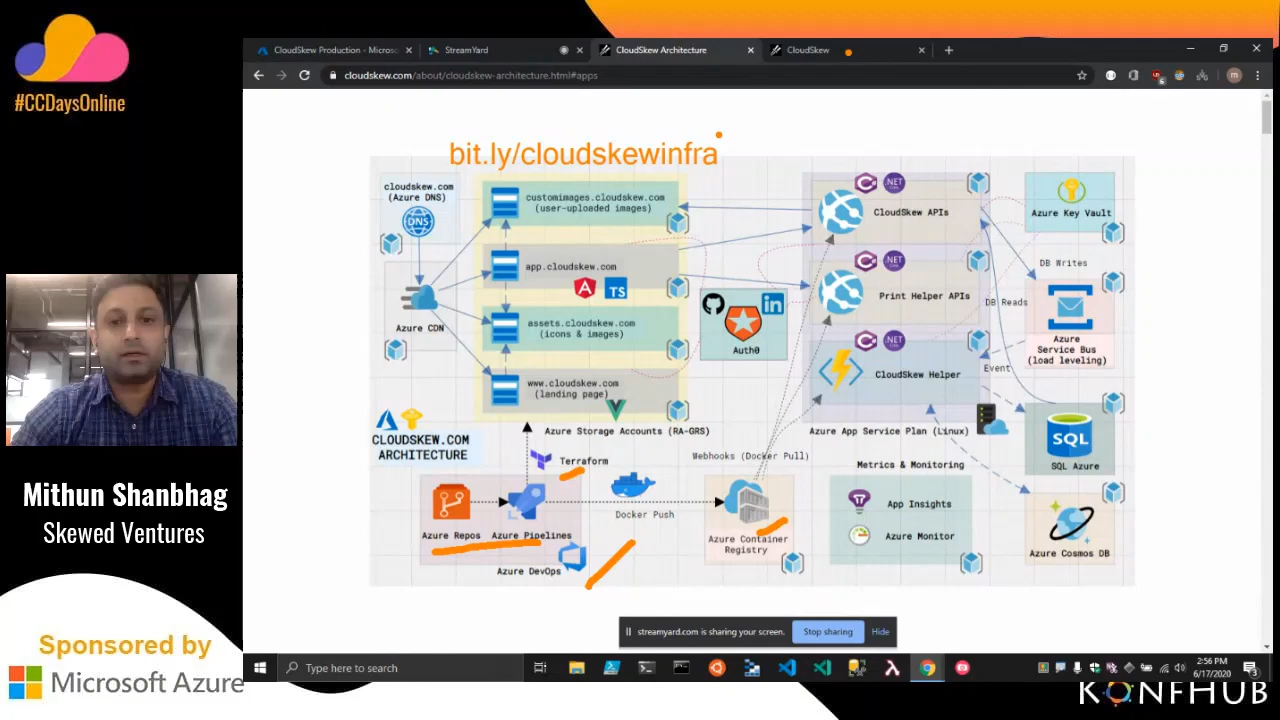 #CCDaysOnline
CloudSkew Production - Microso
StreamYard
CloudSkew Architecture
CloudSkew
cloudskew.com/about/cloudskew-architecture.html#apps
bit.ly/cloudskewinfra
cloudskew.com
(Azure DNS)
DNS
Azure CDN
customimages.cloudskew.com
(user-uploaded images)
app.cloudskew.com
TS
assets.cloudskew.com
(icons & images)
www.cloudskew.com
(landing page)
Azure Storage Accounts (RA-GRS)
in
Auth0
.NET
CloudSkew APIs
.NET
Print Helper APIs
.NET
CloudSkew Helper
Azure App Service Plan (Linux)
Azure Key Vault
DB Writes
DB Reads
Azure
Service Bus
(load leveling)
Event
SQL
SQL Azure
Azure Cosmos DB
CLOUDSKEW.COM
ARCHITECTURE
Terraform
Webhooks (Docker Pull)
Metrics & Monitoring
Docker Push
App Insights
Azure Monitor
Azure Repos
Azure Pipelines
Azure DevOps
Azure Container
Registry
Mithun Shanbhag
Skewed Ventures
Sponsored by
Microsoft Azure
streamyard.com is sharing your screen.
Stop sharing
Hide
Type here to search
2:56 PM
6/17/2020
KONFHUB